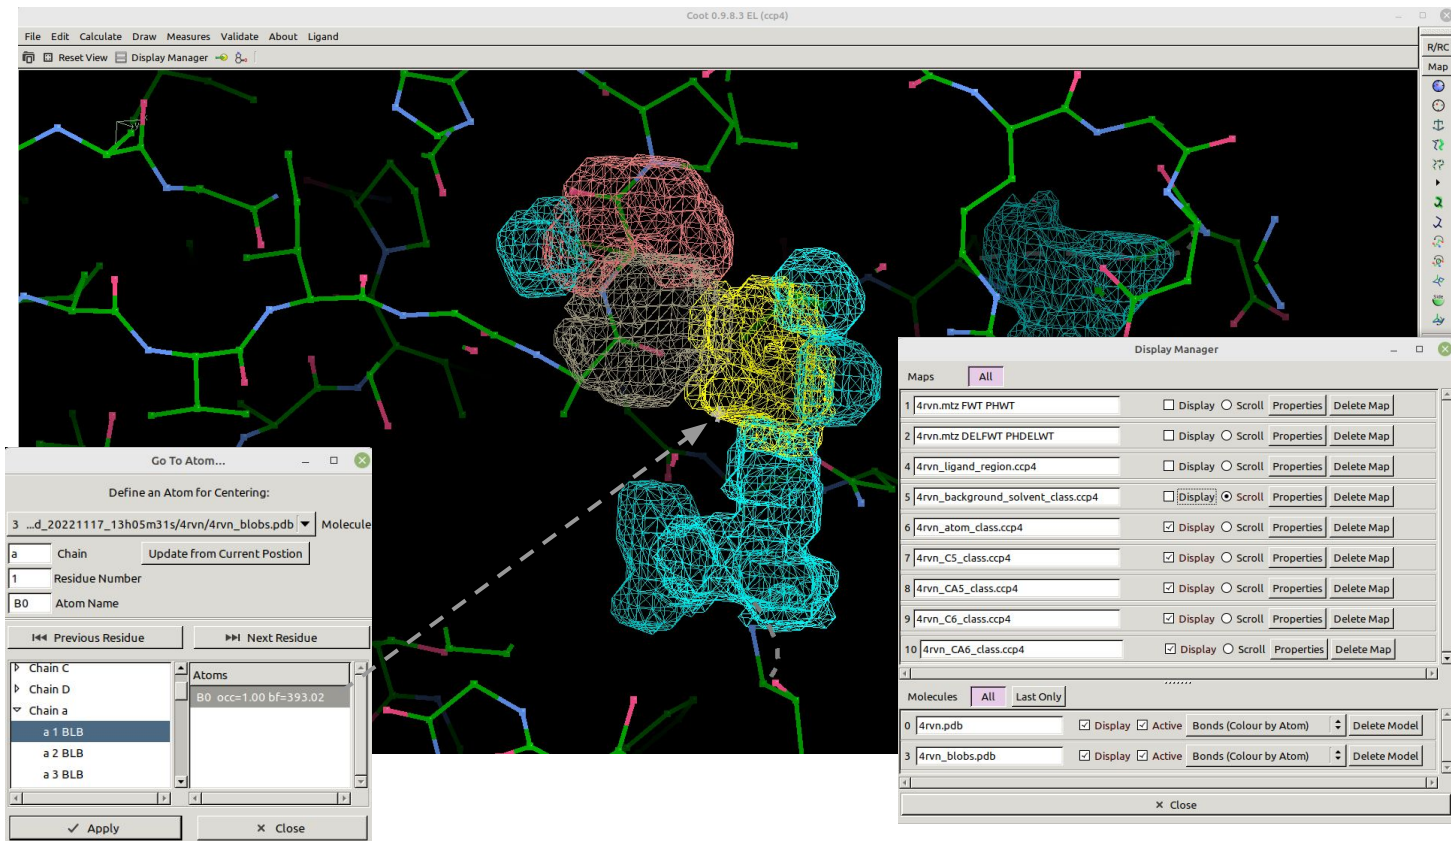 Coot 0.9.8.3 EL (ccp4)
File Edit Calculate Draw Measures Validate About Ligand
Reset View Display Manager
R/RC
Map
Display Manager
Maps All
1 4rvn.mtz FWT PHWT Display Scroll Properties Delete Map
2 4rvn.mtz DELFWT PHDELWT Display Scroll Properties Delete Map
4 4rvn_ligand_region.ccp4 Display Scroll Properties Delete Map
5 4rvn_background_solvent_class.ccp4 Display Scroll Properties Delete Map
6 4rvn_atom_class.ccp4 Display Scroll Properties Delete Map
7 4rvn_C5_class.ccp4 Display Scroll Properties Delete Map
8 4rvn_CA5_class.ccp4 Display Scroll Properties Delete Map
9 4rvn_C6_class.ccp4 Display Scroll Properties Delete Map
10 4rvn_CA6_class.ccp4 Display Scroll Properties Delete Map
Molecules All Last Only
0 4rvn.pdb Display Active Bonds (Colour by Atom) Delete Model
3 4rvn_blobs.pdb Display Active Bonds (Colour by Atom) Delete Model
Close
Go To Atom...
Define an Atom for Centering:
3 ...d_20221117_13h05m31s/4rvn/4rvn_blobs.pdb Molecule
a Chain Update from Current Postion
1 Residue Number
B0 Atom Name
Previous Residue Next Residue
Chain C
Chain D
Chain a
a 1 BLB
a 2 BLB
a 3 BLB
Atoms
B0 occ=1.00 bf=393.02
Apply Close